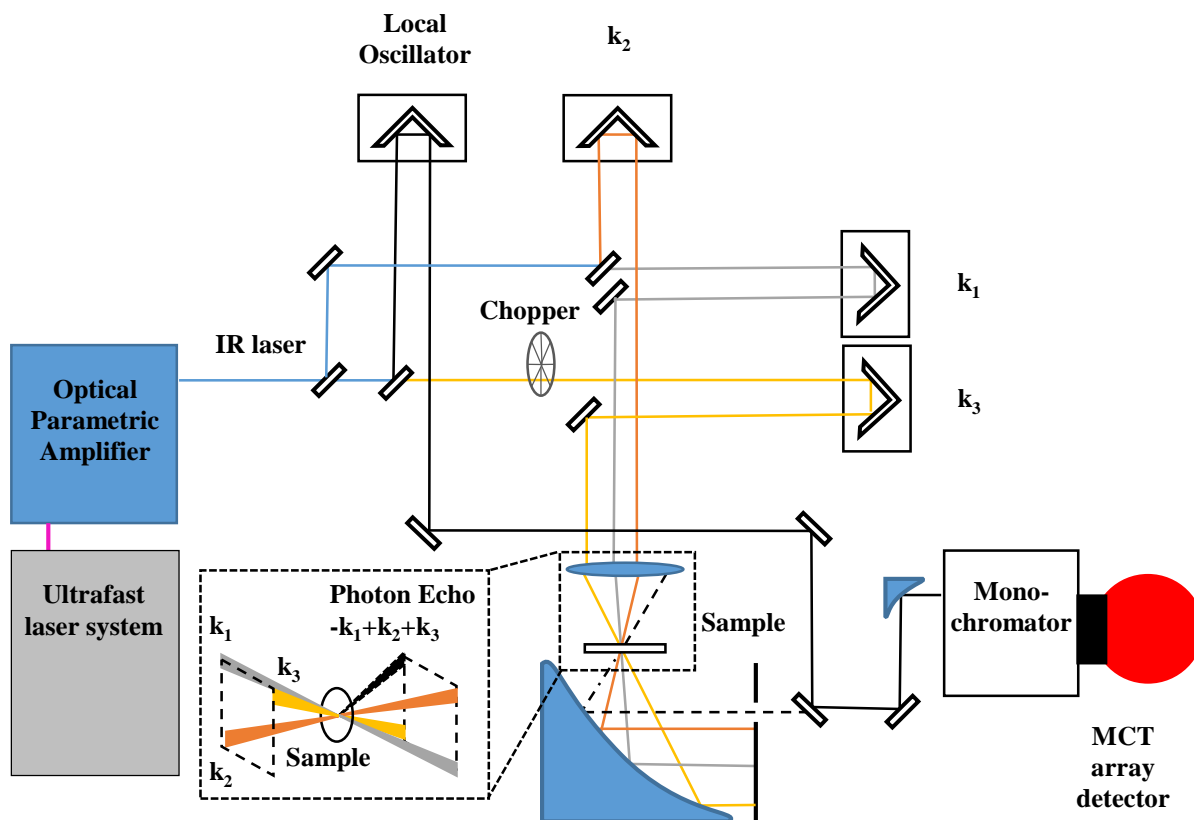 Local
Oscillator
k₂
k₁
Chopper
IR laser
k₃
Optical
Parametric
Amplifier
Ultrafast
laser system
Photon Echo
-k₁+k₂+k₃
k₁
k₃
Sample
k₂
Sample
Mono-
chromator
MCT
array
detector